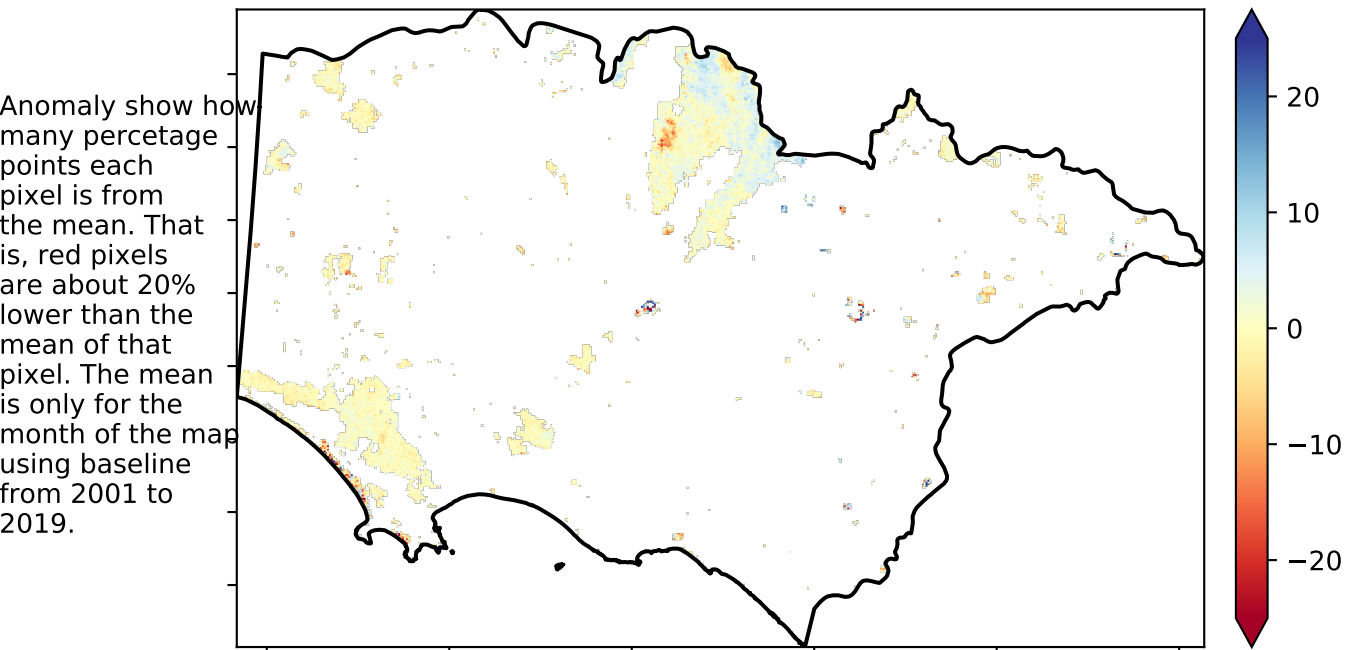 Anomaly show how
many percetage
points each
pixel is from
the mean. That
is, red pixels
are about 20%
lower than the
mean of that
pixel. The mean
is only for the
month of the map
using baseline
from 2001 to
2019.
20
10
0
−10
−20